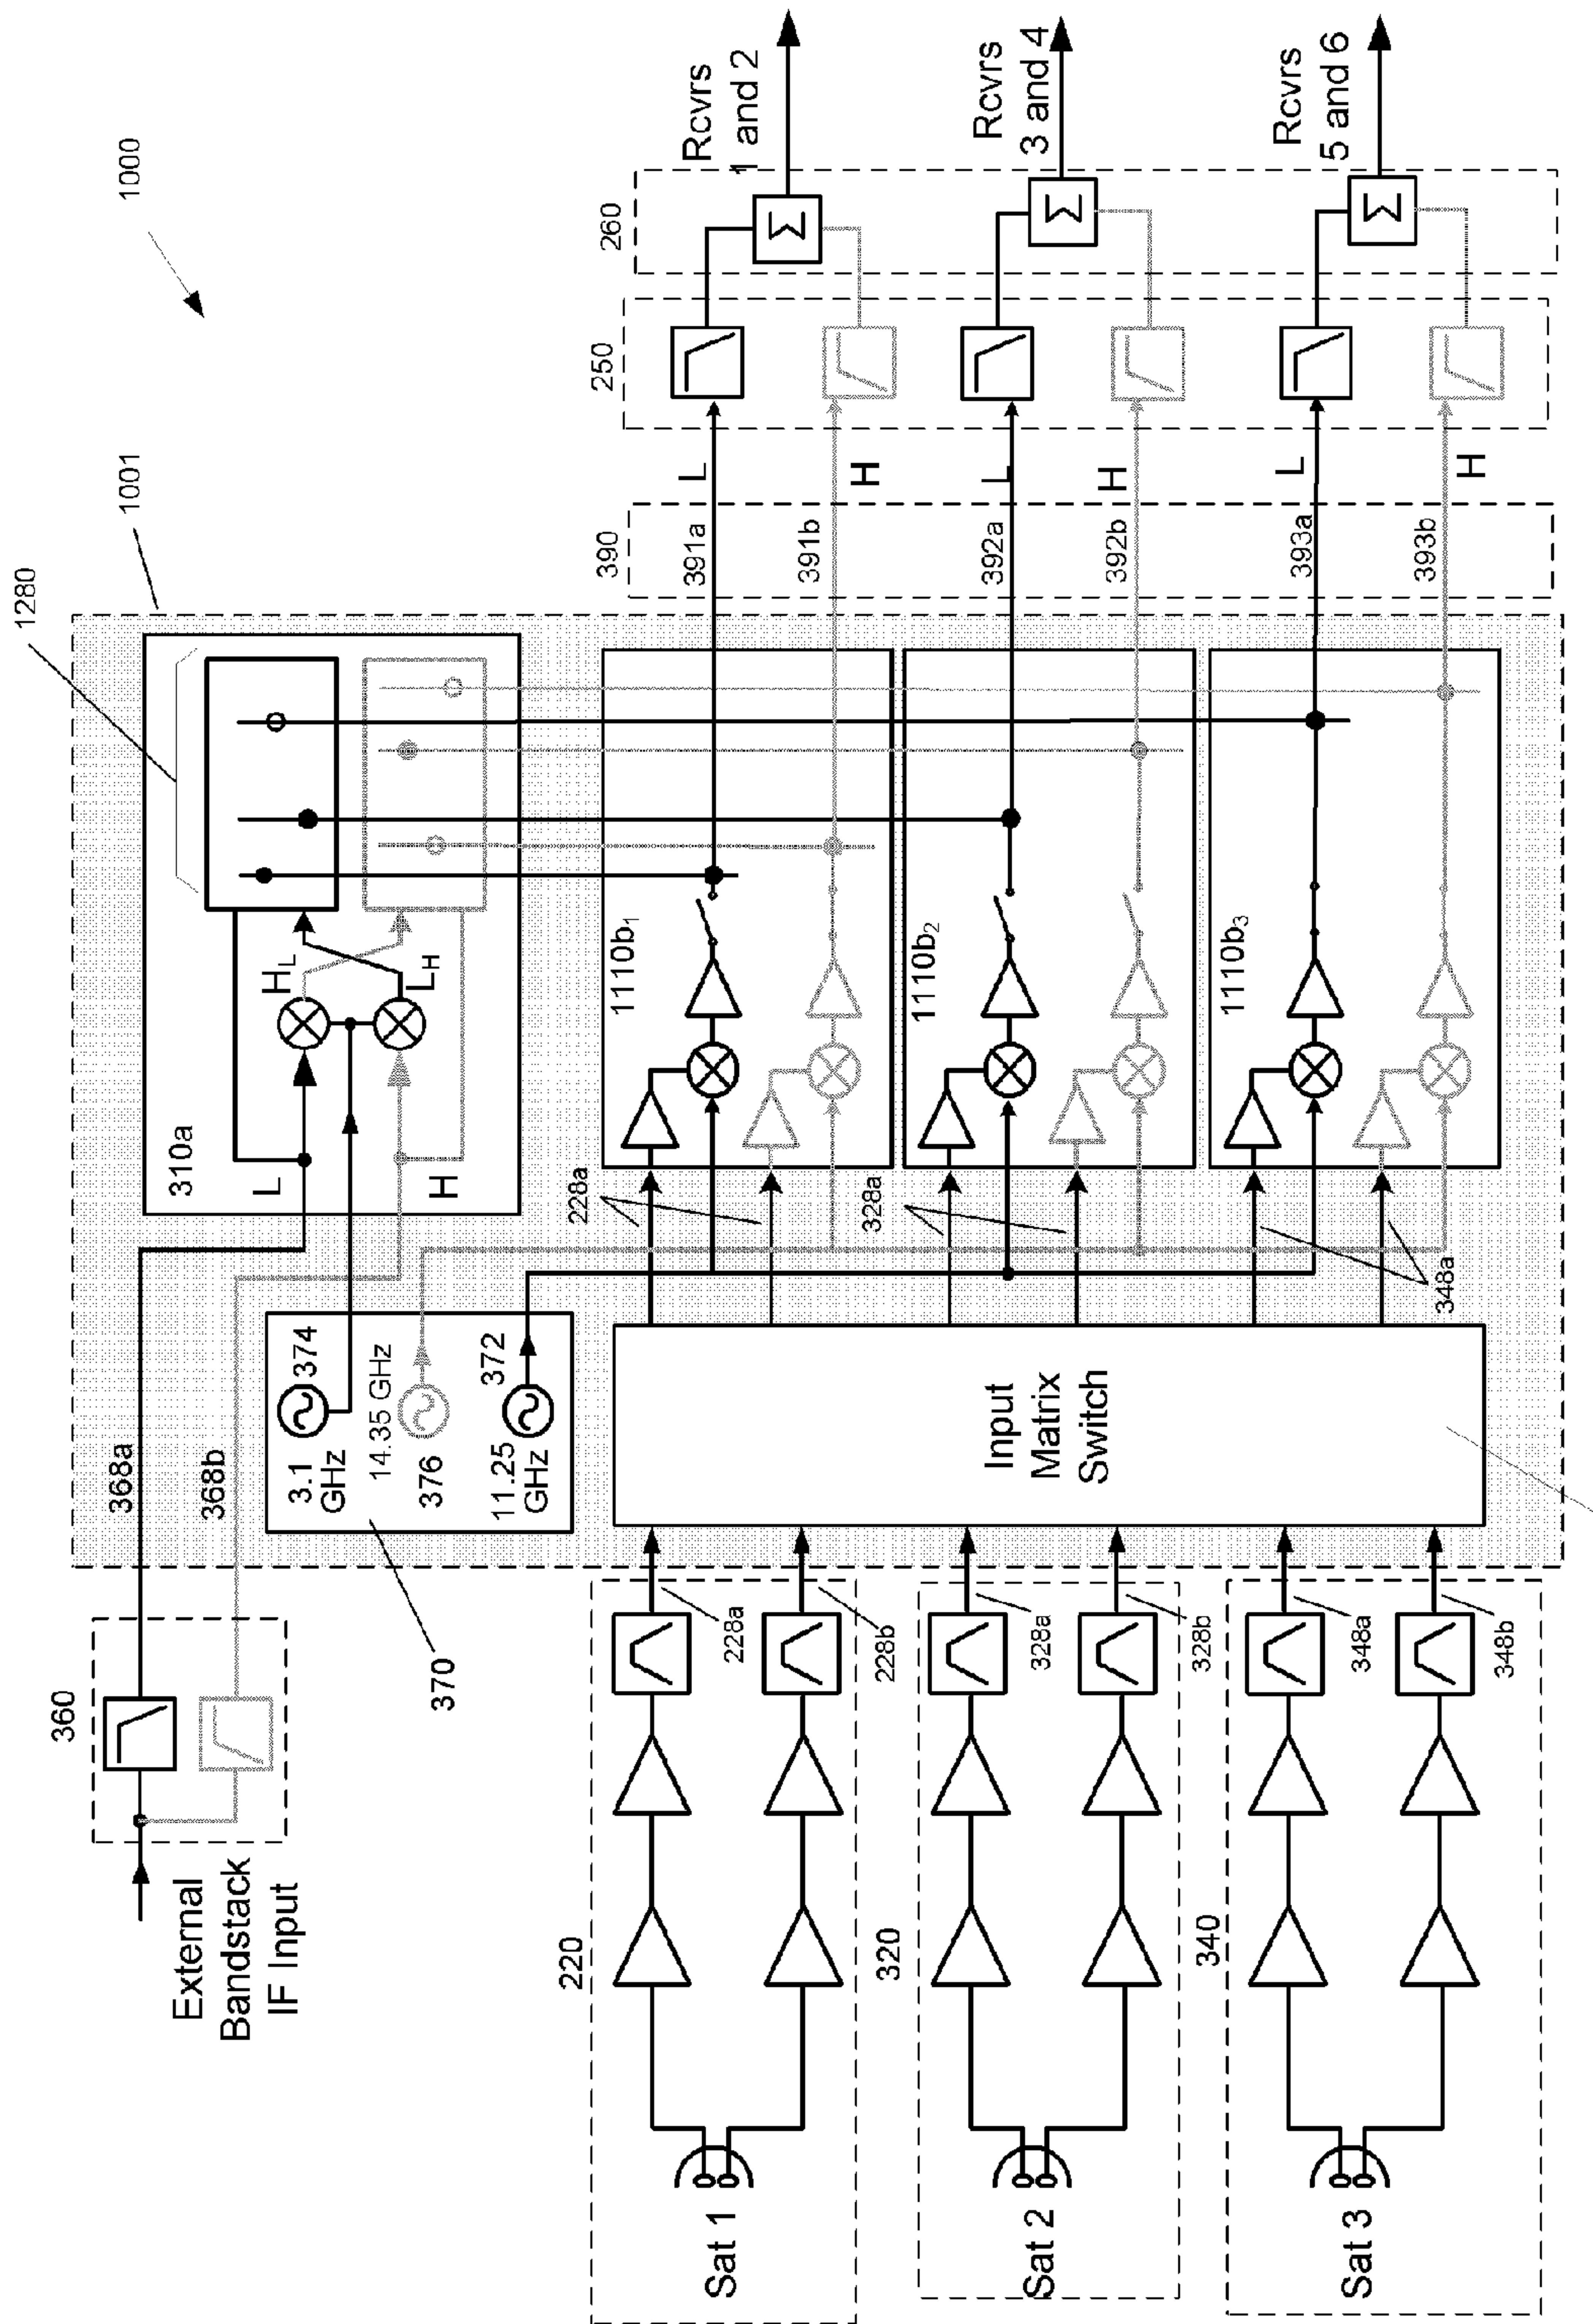 1000
1001
1280
External
Bandstack
IF Input
360
368a
368b
310a
L
H
H_L
L_H
370
3.1
GHz
374
14.35 GHz
376
11.25
GHz
372
Input
Matrix
Switch
Sat 1
220
228a
228b
Sat 2
320
328a
328b
Sat 3
340
348a
348b
228a
328a
348a
1110b₁
1110b₂
1110b₃
390
391a
391b
392a
392b
393a
393b
L
H
L
H
L
H
250
260
Rcvrs
1 and 2
Rcvrs
3 and 4
Rcvrs
5 and 6
Σ
Σ
Σ